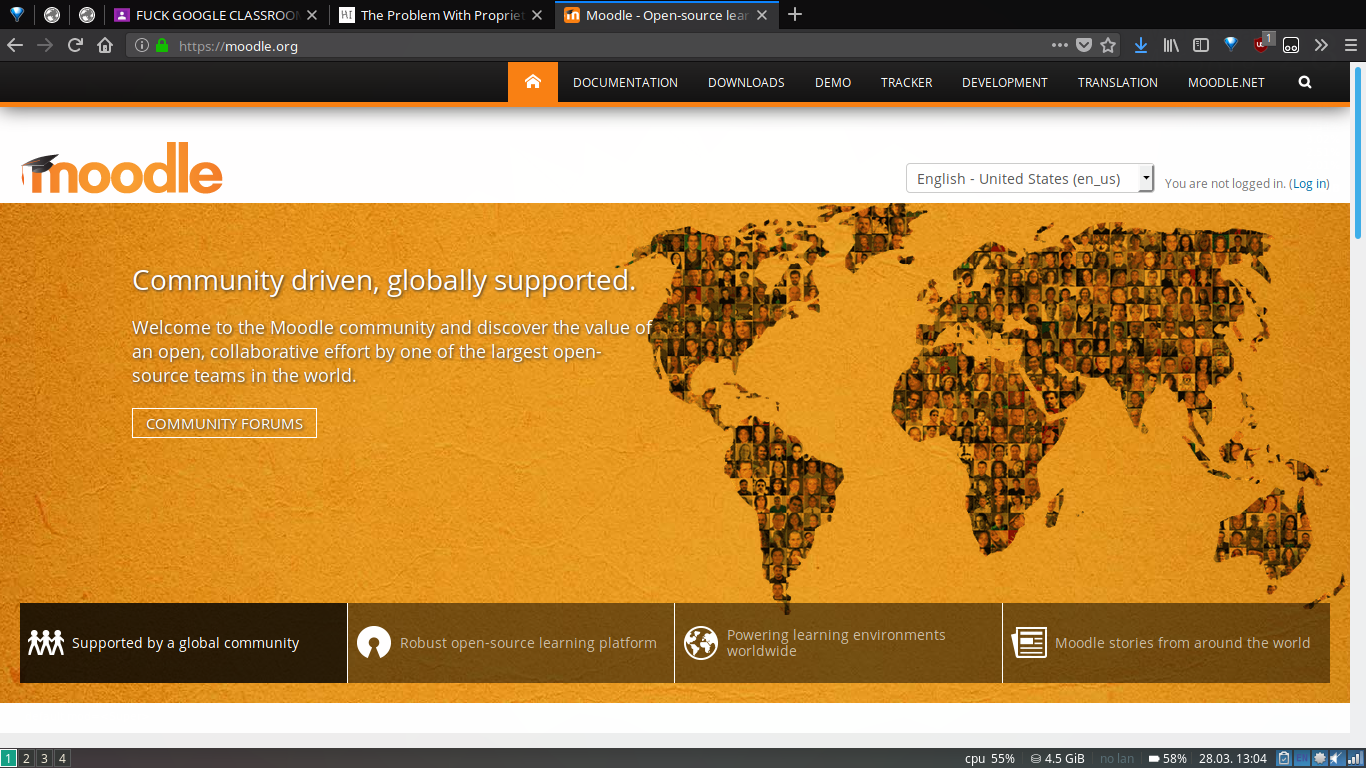 FUCK GOOGLE CLASSROO
The Problem With Propriet
Moodle - Open-source lear
https://moodle.org
1
DOCUMENTATION
DOWNLOADS
DEMO
TRACKER
DEVELOPMENT
TRANSLATION
MOODLE.NET
moodle
English - United States (en_us)
You are not logged in. (Log in)
Community driven, globally supported.
Welcome to the Moodle community and discover the value of
an open, collaborative effort by one of the largest open-
source teams in the world.
COMMUNITY FORUMS
Supported by a global community
Robust open-source learning platform
Powering learning environments
worldwide
Moodle stories from around the world
1 2 3 4
cpu 55%
4.5 GiB
no lan
58%
28.03. 13:04